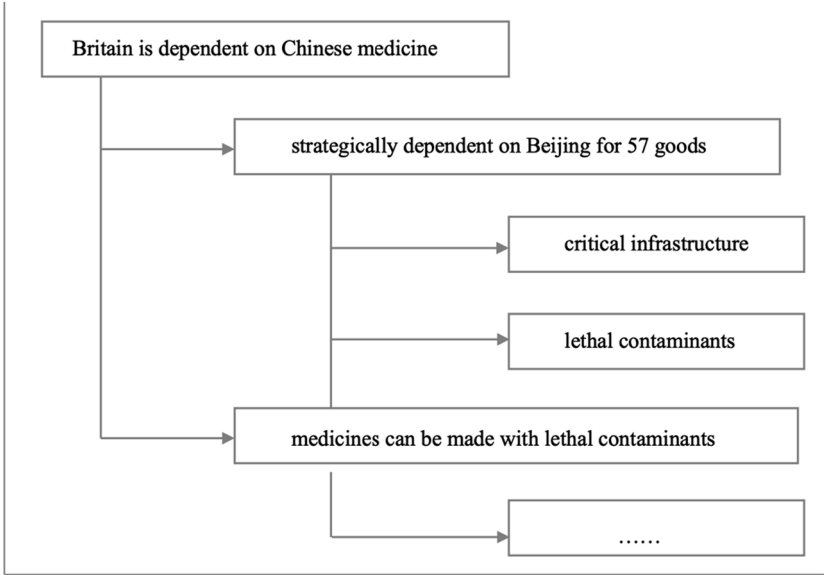 Britain is dependent on Chinese medicine
strategically dependent on Beijing for 57 goods
critical infrastructure
lethal contaminants
medicines can be made with lethal contaminants
……